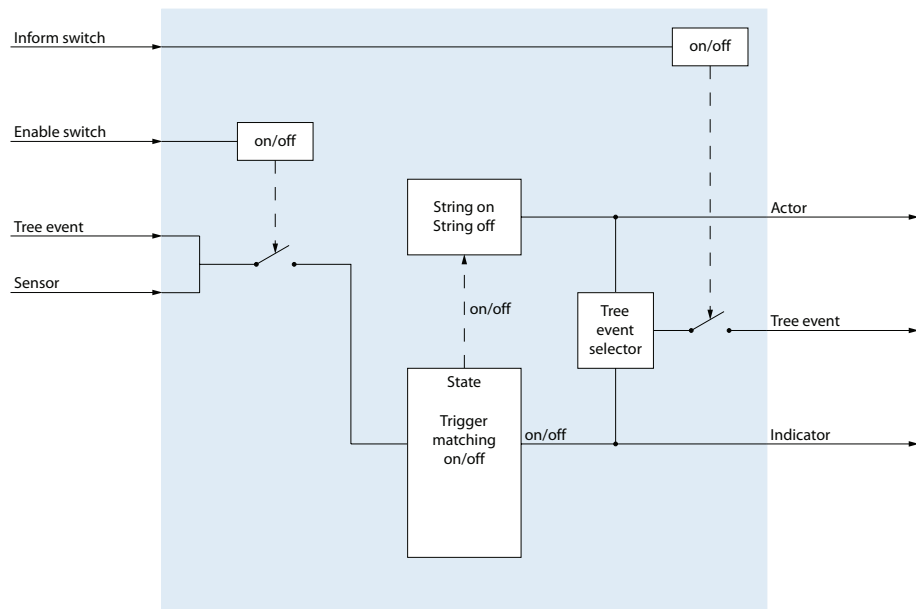 Inform switch
on/off
Enable switch
on/off
String on
String off
Actor
Tree event
Sensor
on/off
Tree
event
selector
Tree event
State
Trigger
matching
on/off
on/off
Indicator